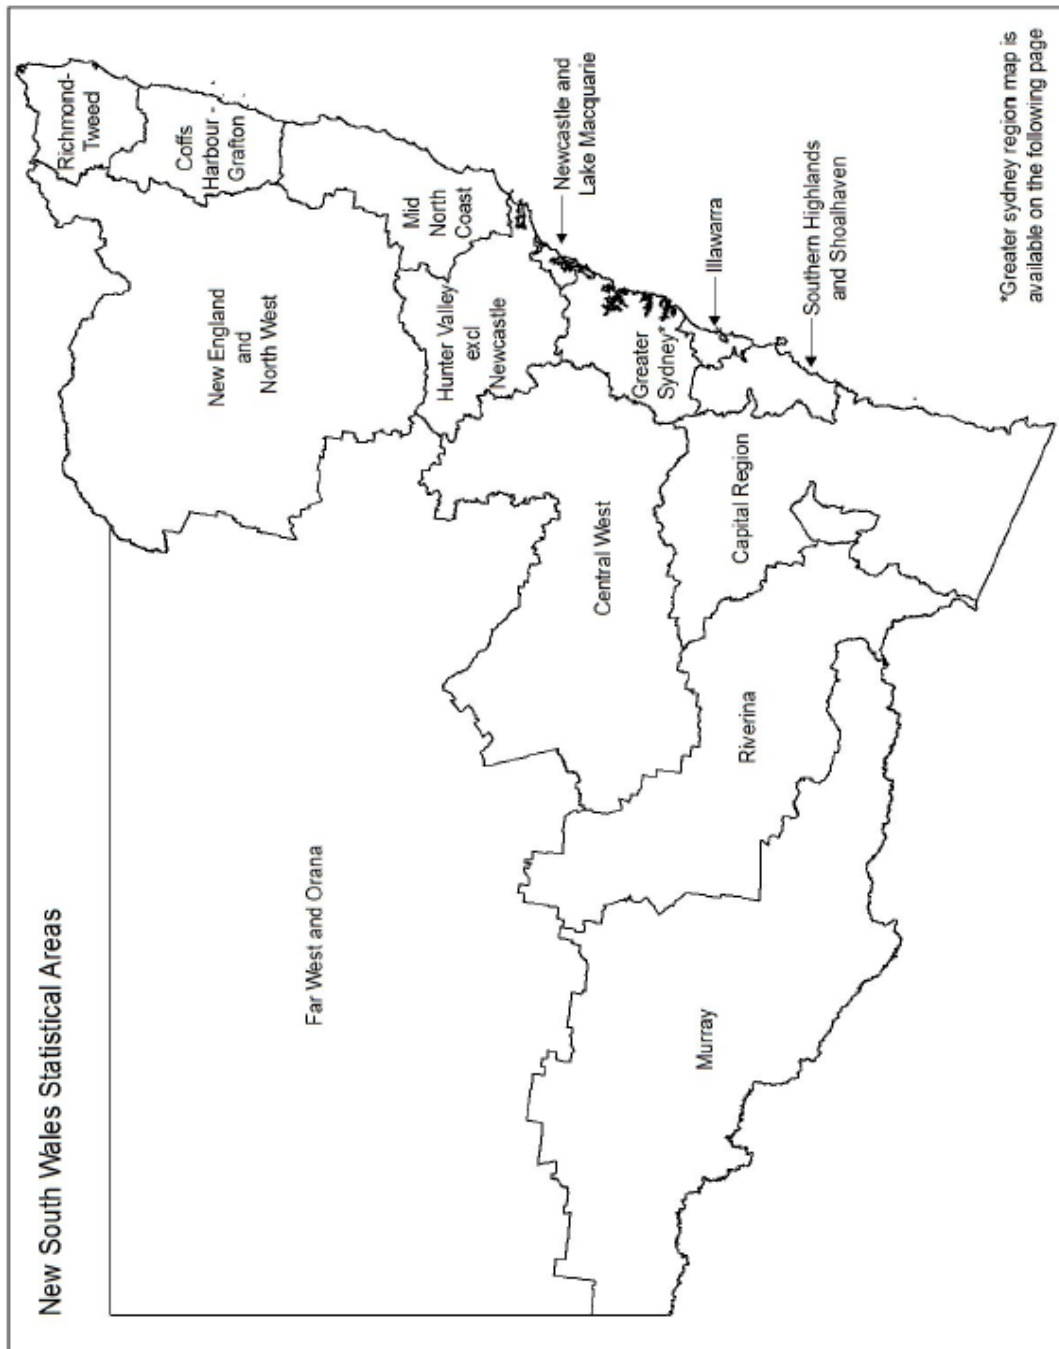 New South Wales Statistical Areas
Richmond-
Tweed
Coffs
Harbour -
Grafton
New England
and
North West
Mid
North
Coast
Far West and Orana
Hunter Valley
excl
Newcastle
Newcastle and
Lake Macquarie
Central West
Greater
Sydney*
Illawarra
Capital Region
Riverina
Murray
Southern Highlands
and Shoalhaven
*Greater sydney region map is
available on the following page